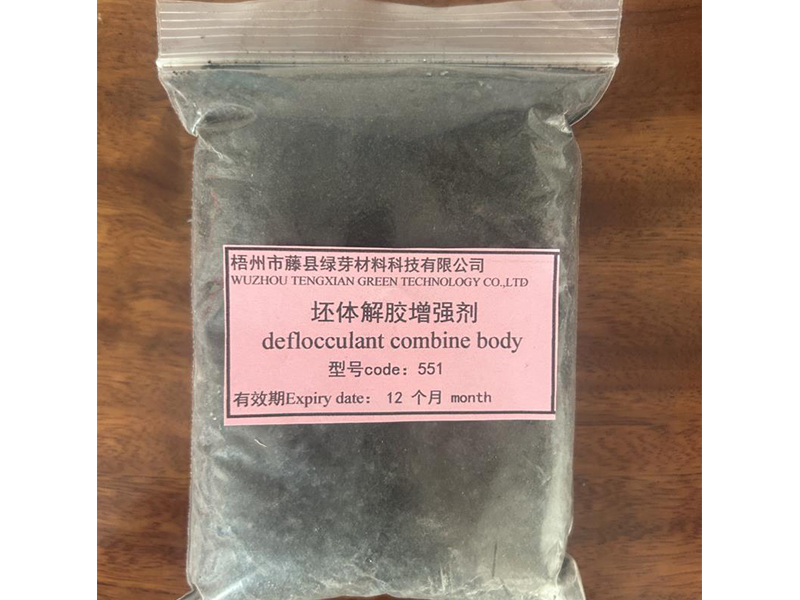 梧州市藤县绿芽材料科技有限公司
WUZHOU TENGXIAN GREEN TECHNOLOGY CO.,LTD
坯体解胶增强剂
deflocculant combine body
型号code: 551
有效期Expiry date: 12 个月 month